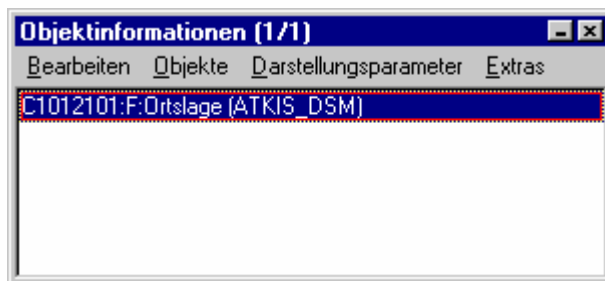 Objektinformationen (1/1)
Bearbeiten Objekte Darstellungsparameter Extras
C1012101:F:Ortslage (ATKIS_DSM)